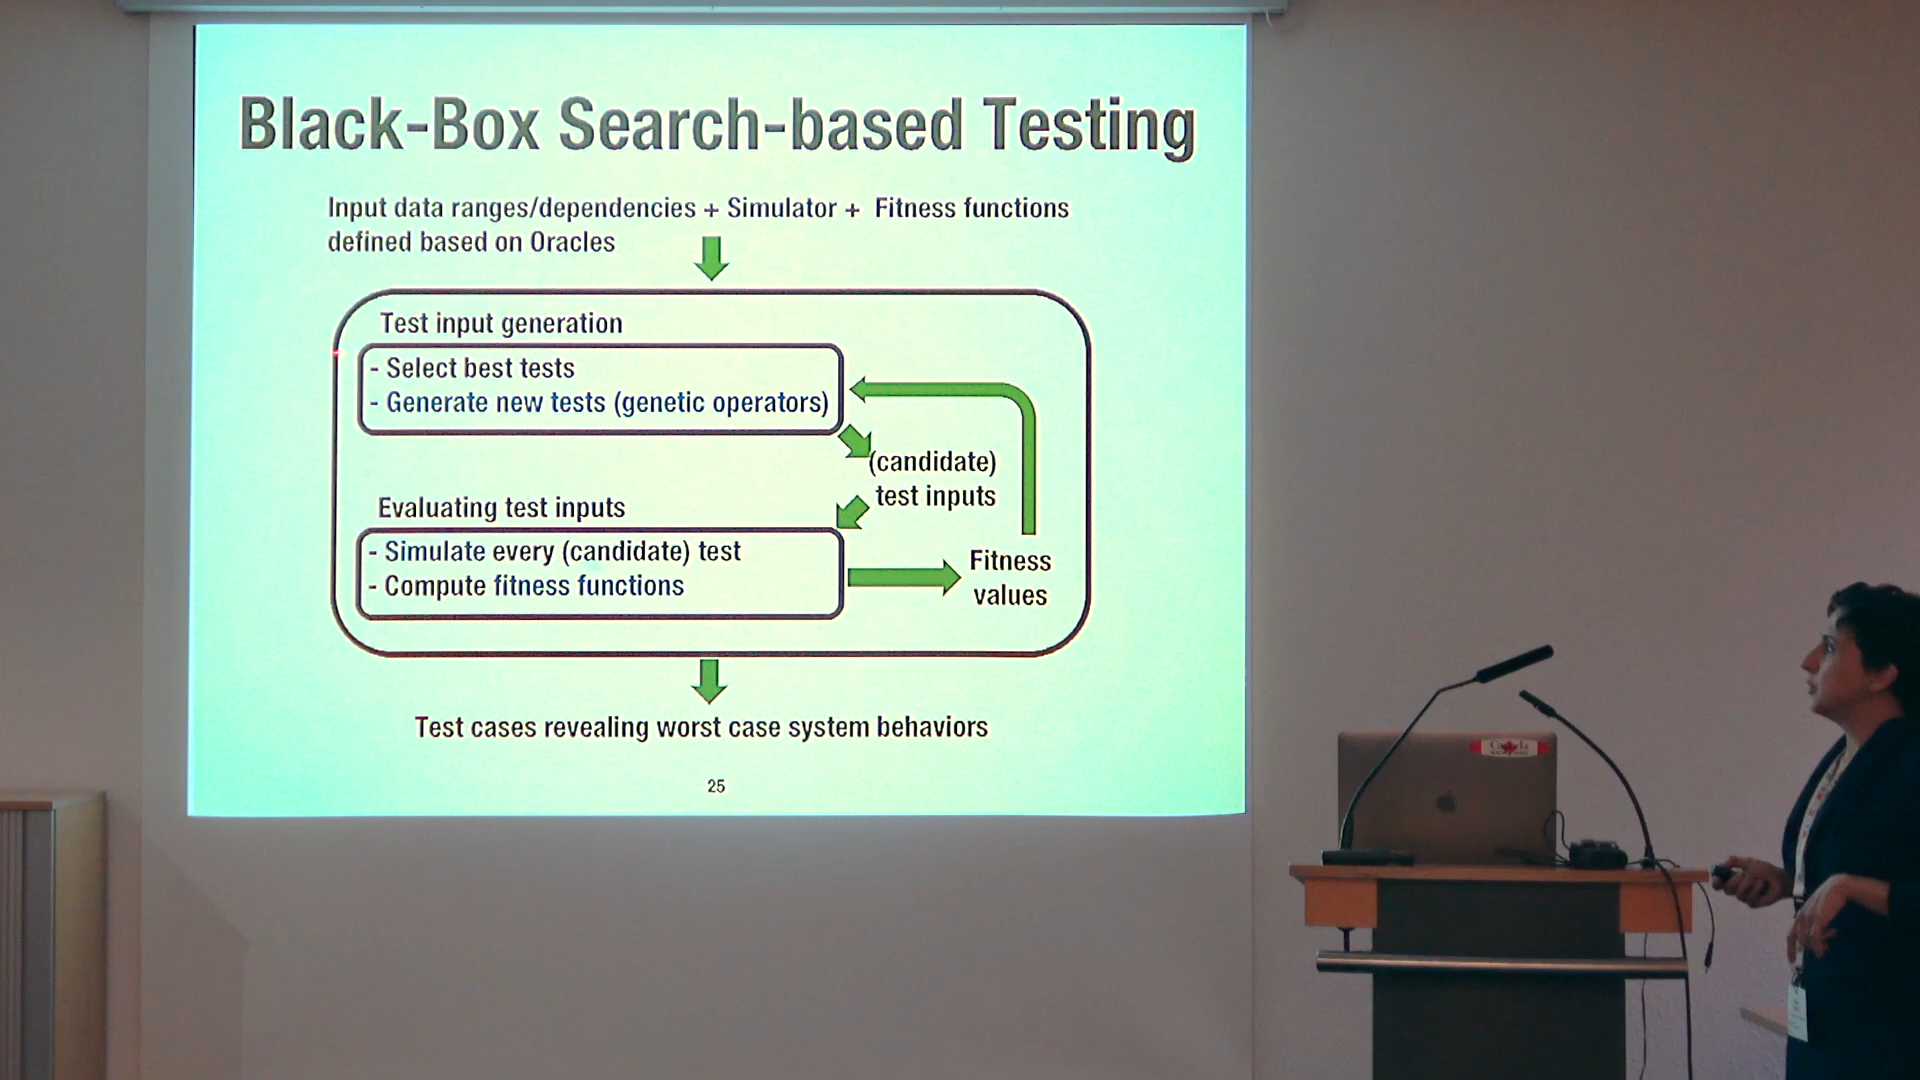 Black-Box Search-based Testing
Input data ranges/dependencies + Simulator + Fitness functions
defined based on Oracles
Test input generation
- Select best tests
- Generate new tests (genetic operators)
(candidate)
test inputs
Evaluating test inputs
- Simulate every (candidate) test
- Compute fitness functions
Fitness
values
Test cases revealing worst case system behaviors
25